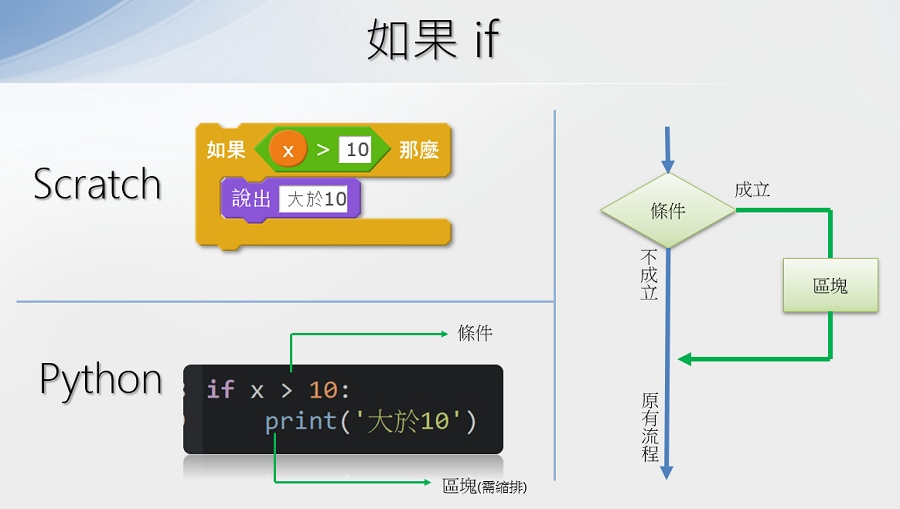 如果 if
Scratch
如果 x > 10 那麼
說出 大於10
Python
條件
if x > 10:
print('大於10')
區塊(需縮排)
條件
成立
不成立
區塊
原有流程